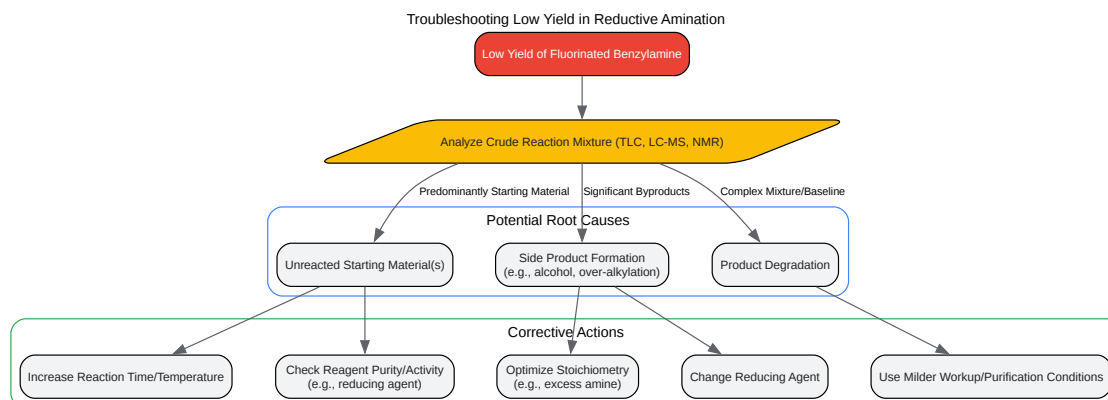 Troubleshooting Low Yield in Reductive Amination
Low Yield of Fluorinated Benzylamine
Analyze Crude Reaction Mixture (TLC, LC-MS, NMR)
Predominantly Starting Material
Significant Byproducts
Complex Mixture/Baseline
Potential Root Causes
Unreacted Starting Material(s)
Side Product Formation
(e.g., alcohol, over-alkylation)
Product Degradation
Corrective Actions
Increase Reaction Time/Temperature
Check Reagent Purity/Activity
(e.g., reducing agent)
Optimize Stoichiometry
(e.g., excess amine)
Change Reducing Agent
Use Milder Workup/Purification Conditions